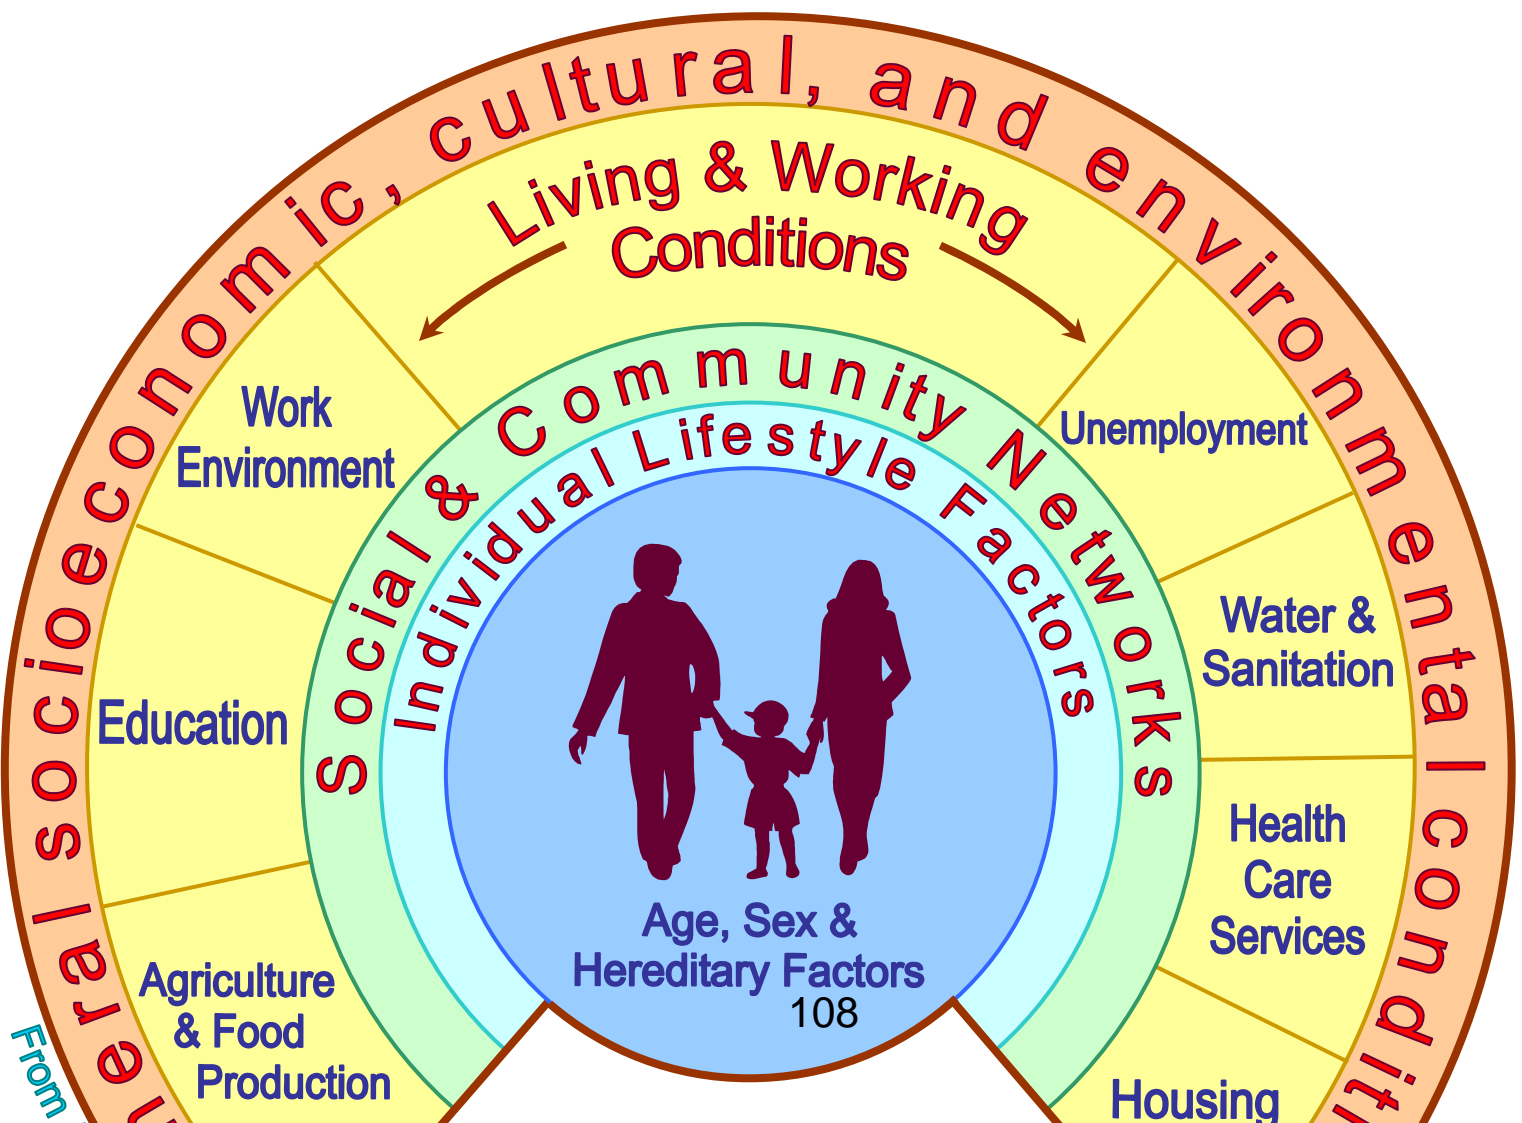 neral socioeconomic, cultural, and environmental conditi
Living & Working
Conditions
Social & Community Networks
Individual Lifestyle Factors
Work
Environment
Unemployment
Education
Water &
Sanitation
Health
Care
Services
Agriculture
& Food
Production
Housing
Age, Sex &
Hereditary Factors
108
From